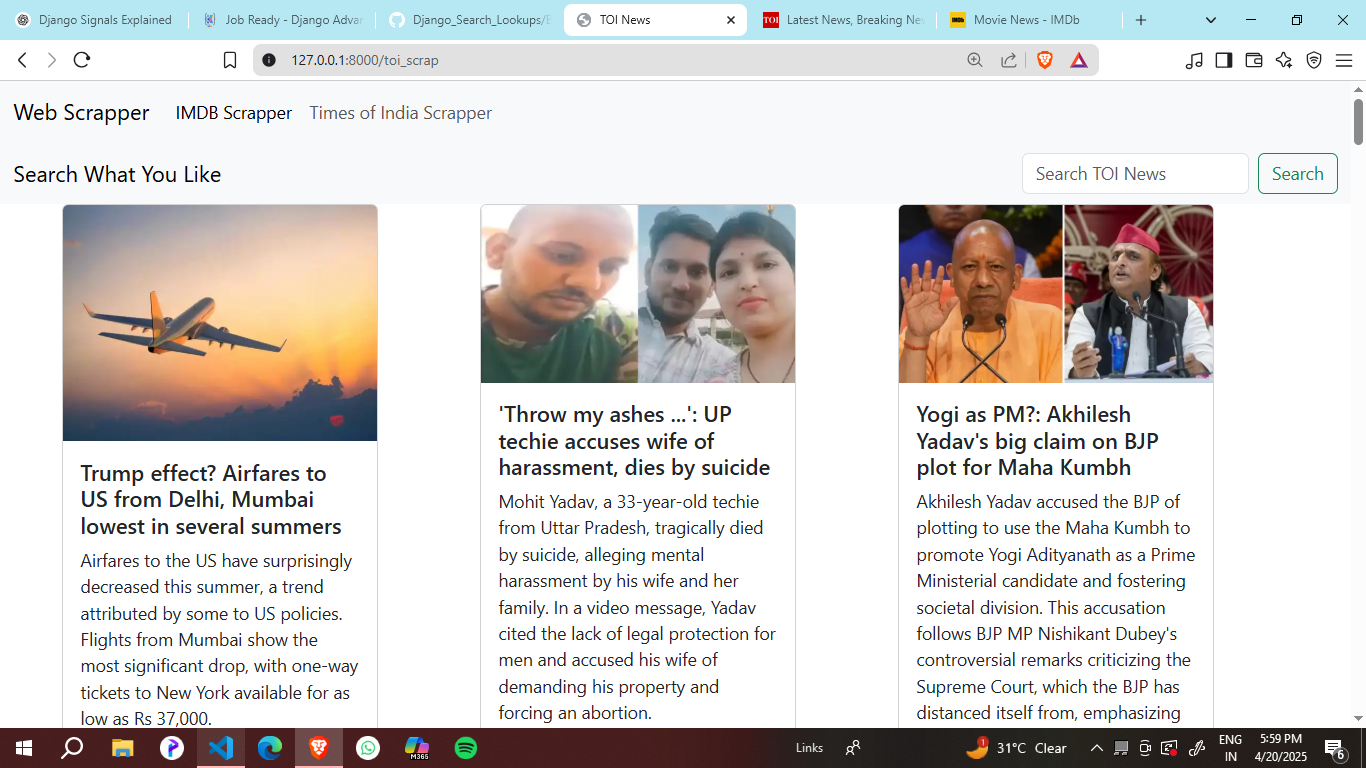 Django Signals Explained
Job Ready - Django Advan
Django_Search_Lookups/B
TOI News
Latest News, Breaking Ne
Movie News - IMDb
127.0.0.1:8000/toi_scrap
Web Scrapper
IMDB Scrapper
Times of India Scrapper
Search What You Like
Search TOI News
Search
Trump effect? Airfares to
US from Delhi, Mumbai
lowest in several summers
Airfares to the US have surprisingly
decreased this summer, a trend
attributed by some to US policies.
Flights from Mumbai show the
most significant drop, with one-way
tickets to New York available for as
low as Rs 37,000.
'Throw my ashes ...': UP
techie accuses wife of
harassment, dies by suicide
Mohit Yadav, a 33-year-old techie
from Uttar Pradesh, tragically died
by suicide, alleging mental
harassment by his wife and her
family. In a video message, Yadav
cited the lack of legal protection for
men and accused his wife of
demanding his property and
forcing an abortion.
Yogi as PM?: Akhilesh
Yadav's big claim on BJP
plot for Maha Kumbh
Akhilesh Yadav accused the BJP of
plotting to use the Maha Kumbh to
promote Yogi Adityanath as a Prime
Ministerial candidate and fostering
societal division. This accusation
follows BJP MP Nishikant Dubey's
controversial remarks criticizing the
Supreme Court, which the BJP has
distanced itself from, emphasizing
M365
Links
1
31°C Clear
ENG
IN
5:59 PM
4/20/2025
6